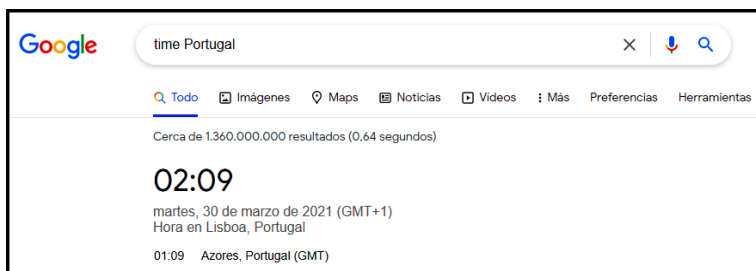 Google time Portugal
Todo Imágenes Maps Noticias Vídeos Más Preferencias Herramientas
Cerca de 1.360.000.000 resultados (0,64 segundos)
02:09
martes, 30 de marzo de 2021 (GMT+1)
Hora en Lisboa, Portugal
01:09 Azores, Portugal (GMT)